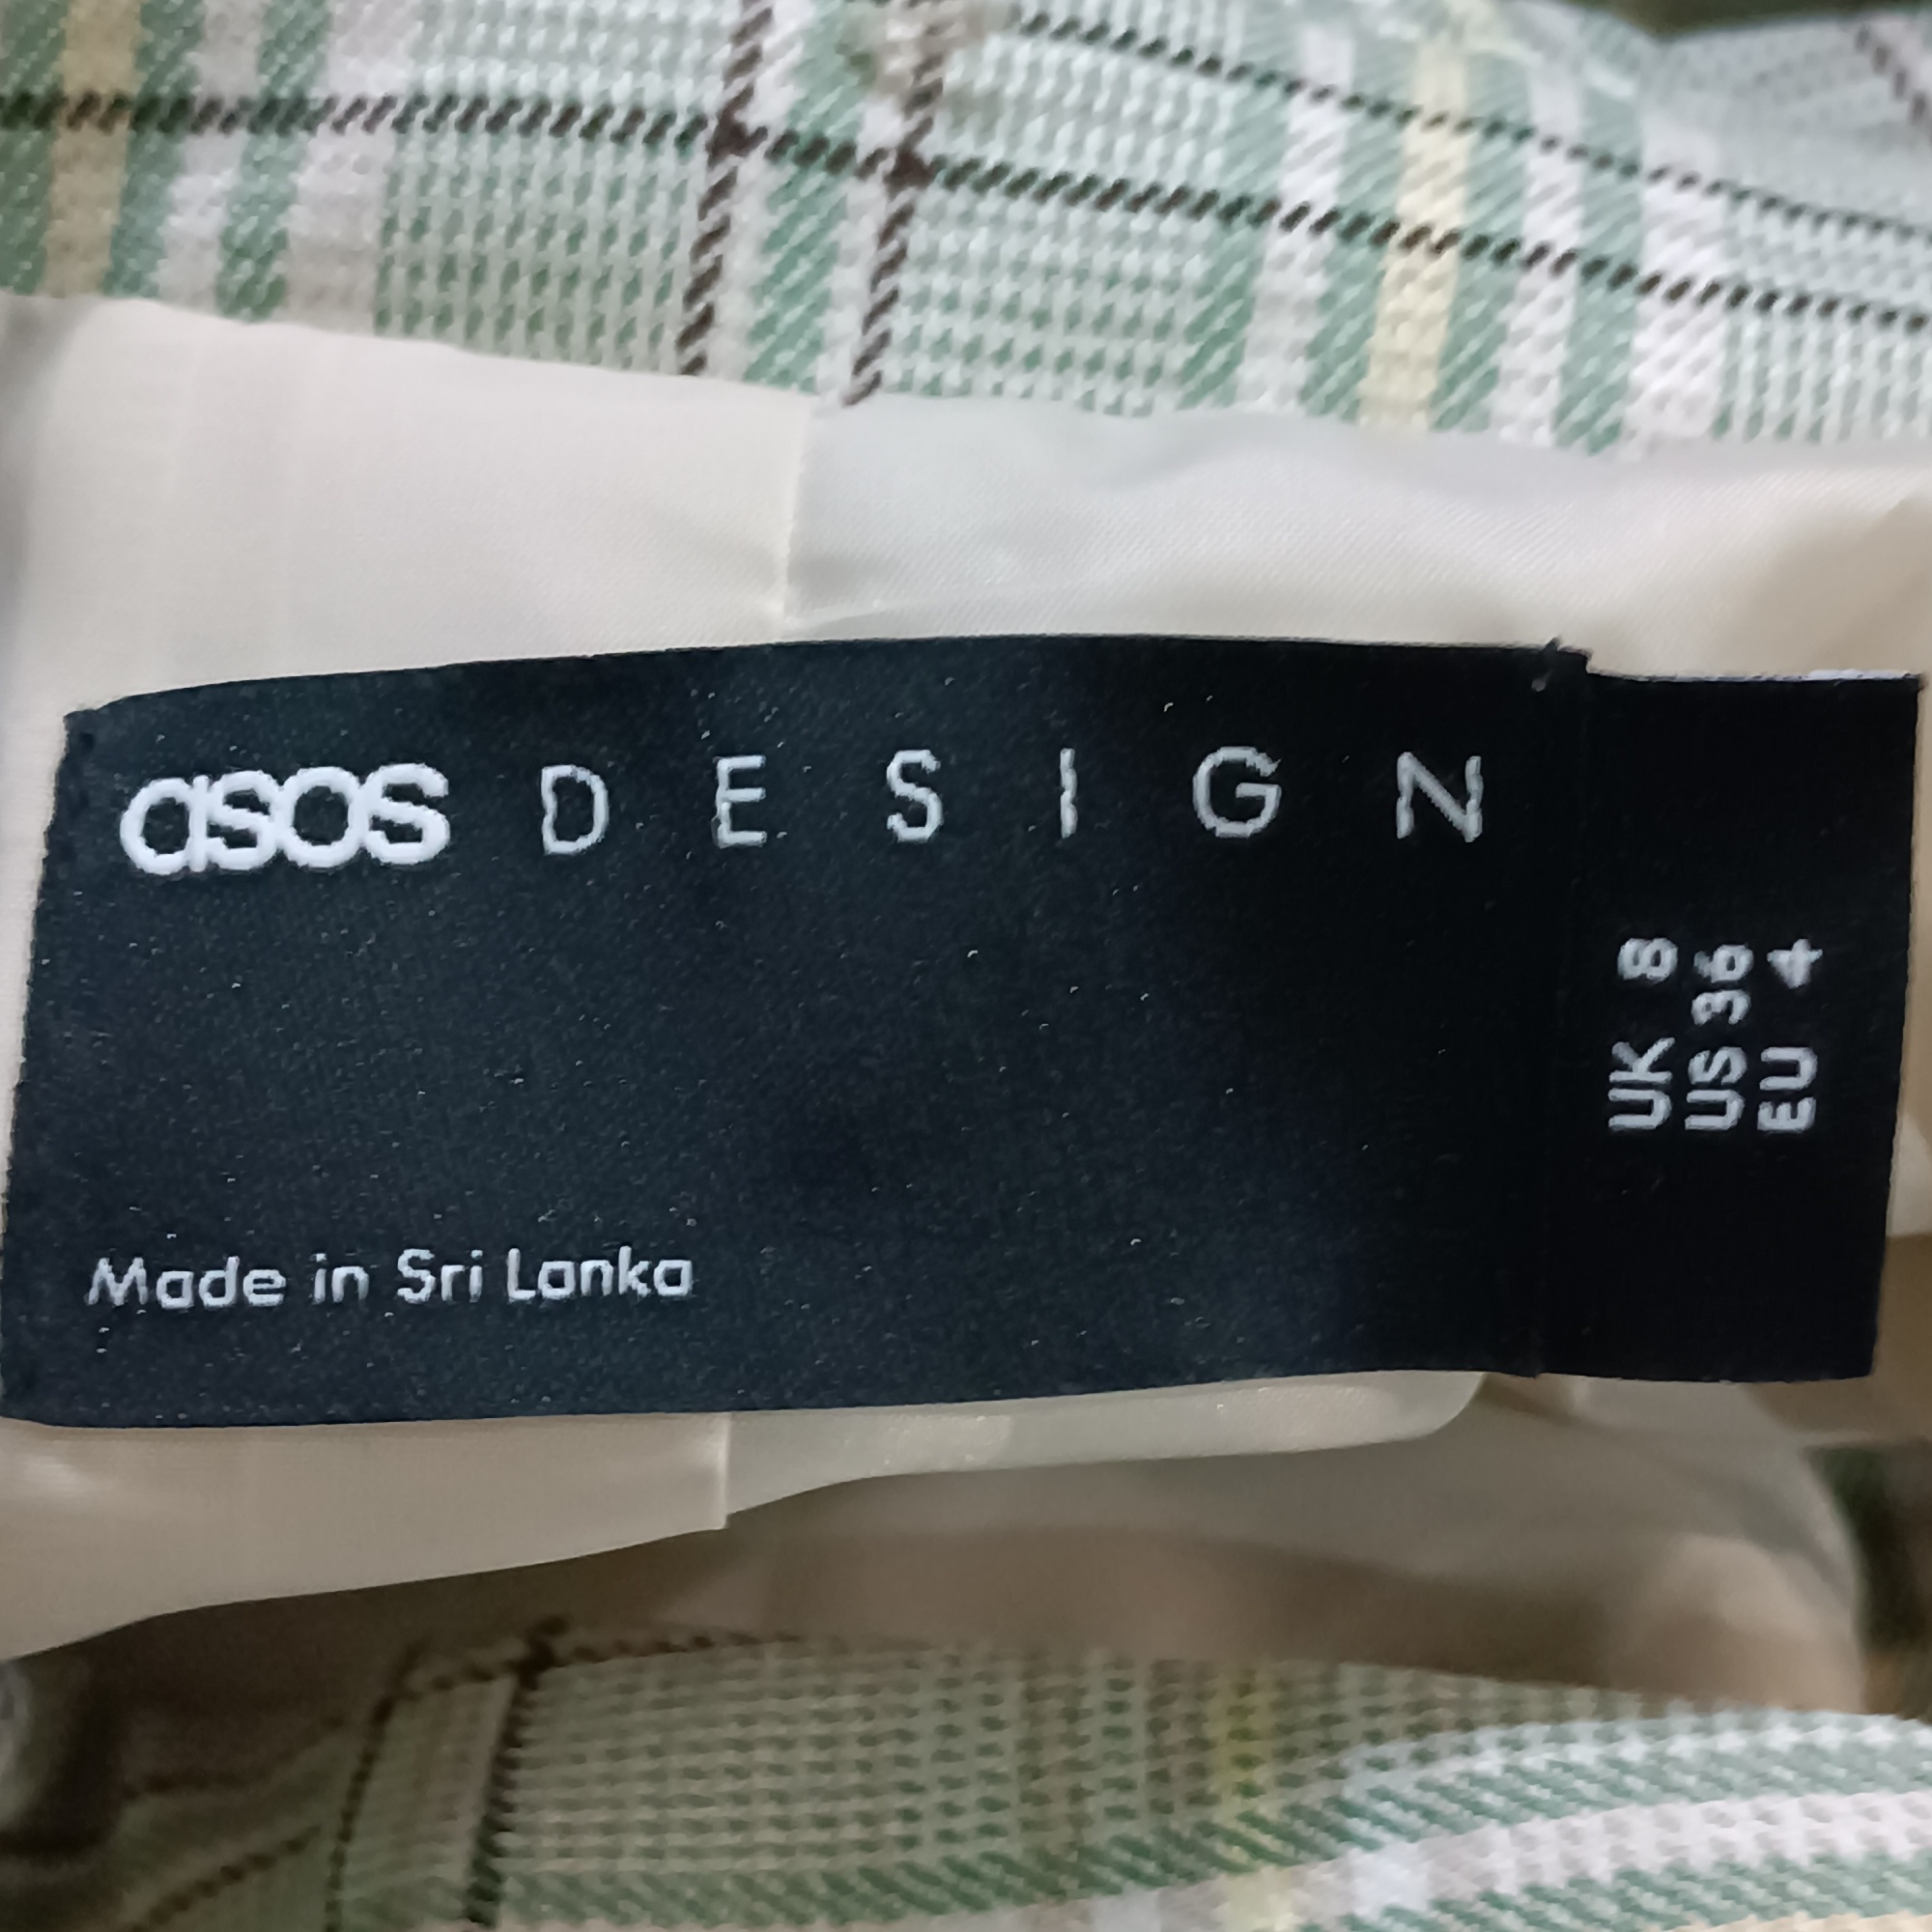 asos DESIGN
UK 8
US 36
EU 4
Made in Sri Lanka